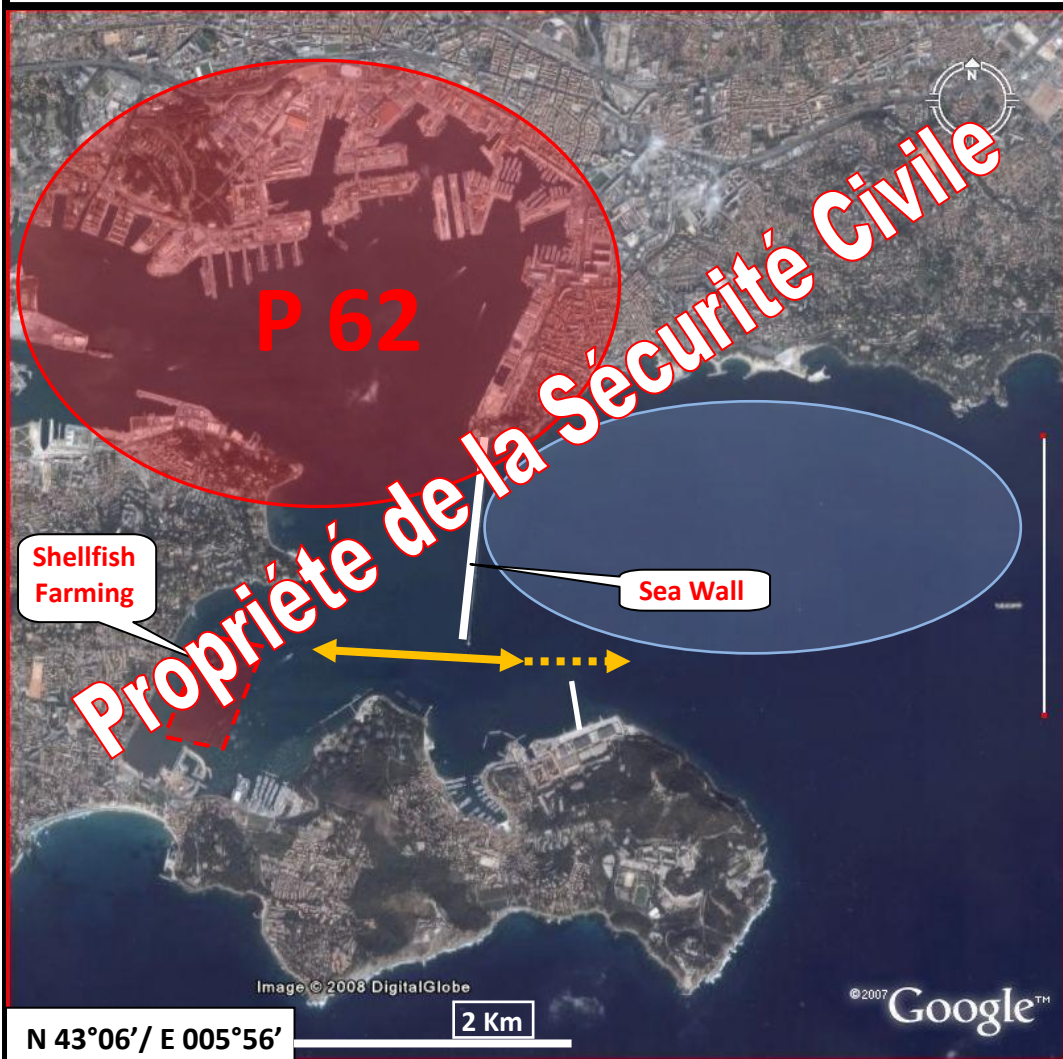 N
P 62
Propriété de la Sécurité Civile
Shellfish
Farming
Sea Wall
Image © 2008 DigitalGlobe
©2007 Google™
2 Km
N 43°06’/ E 005°56’